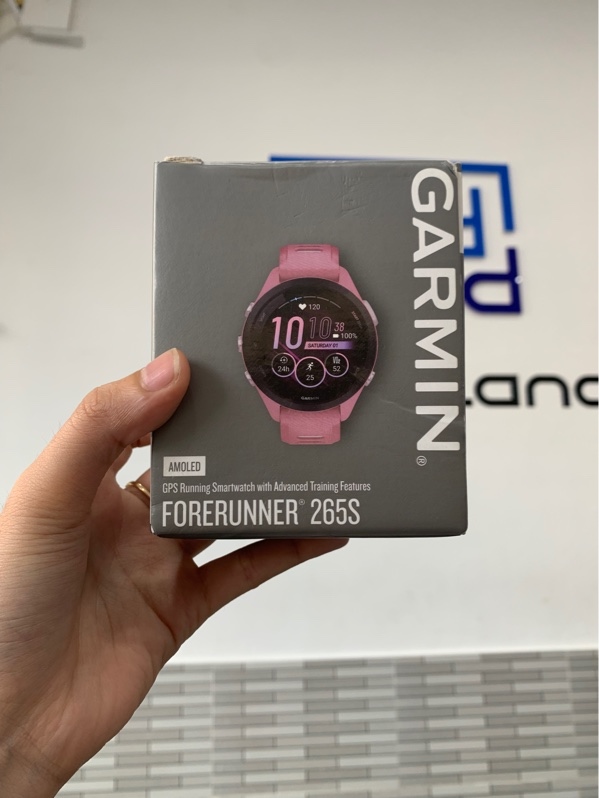 GARMIN®
120
10 10 38
100%
SATURDAY 01
24h
25
52
GARMIN
AMOLED
GPS Running Smartwatch with Advanced Training Features
FORERUNNER® 265S
Land